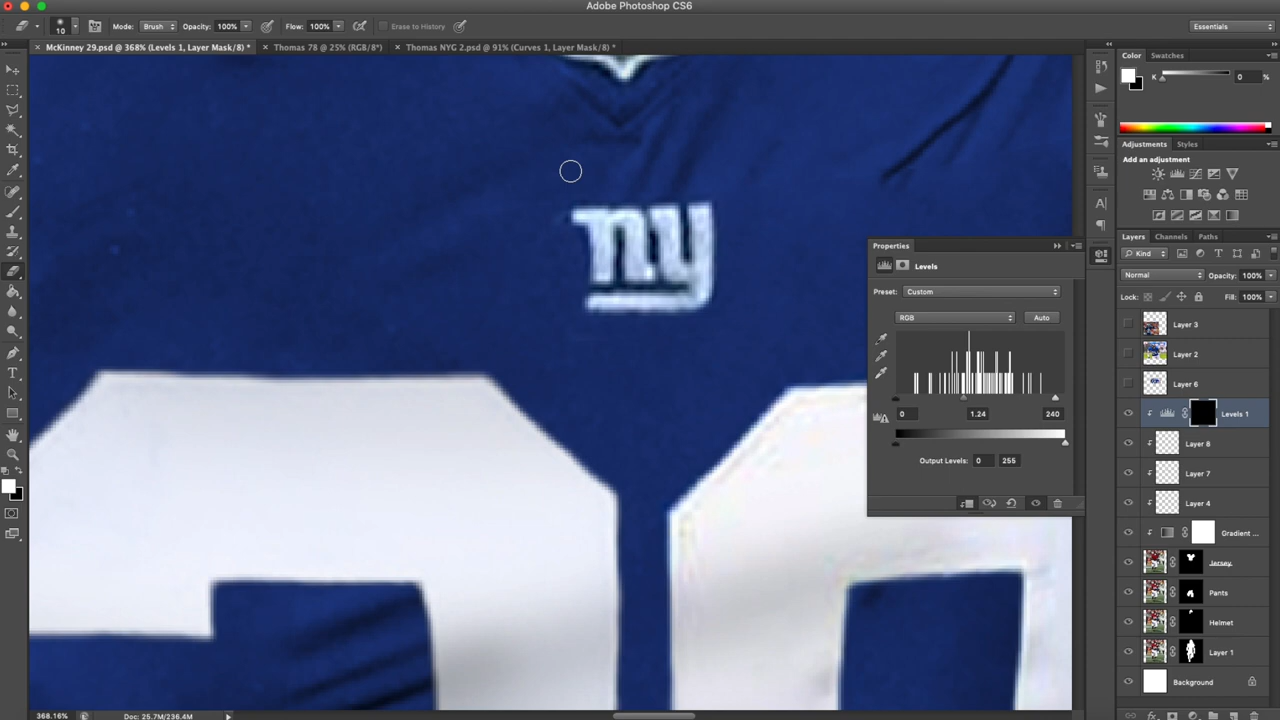 Adobe Photoshop CS6
10
Mode: Brush Opacity: 100% Flow: 100% Erase to History Essentials
× McKinney 29.psd @ 368% (Levels 1, Layer Mask/8) * × Thomas 78 @ 25% (RGB/8*) × Thomas NYG 2.psd @ 91% (Curves 1, Layer Mask/8) *
Color Swatches
K 0 %
Adjustments Styles
Add an adjustment
ny
Properties
Levels
Preset: Custom
RGB Auto
0 1.24 240
Output Levels: 0 255
Layers Channels Paths
Kind
Normal Opacity: 100%
Lock: Fill: 100%
Layer 3
Layer 2
Layer 6
Levels 1
Layer 8
Layer 7
Layer 4
Gradient ...
Jersey
Pants
Helmet
Layer 1
Background
368.16% Doc: 25.7M/236.4M